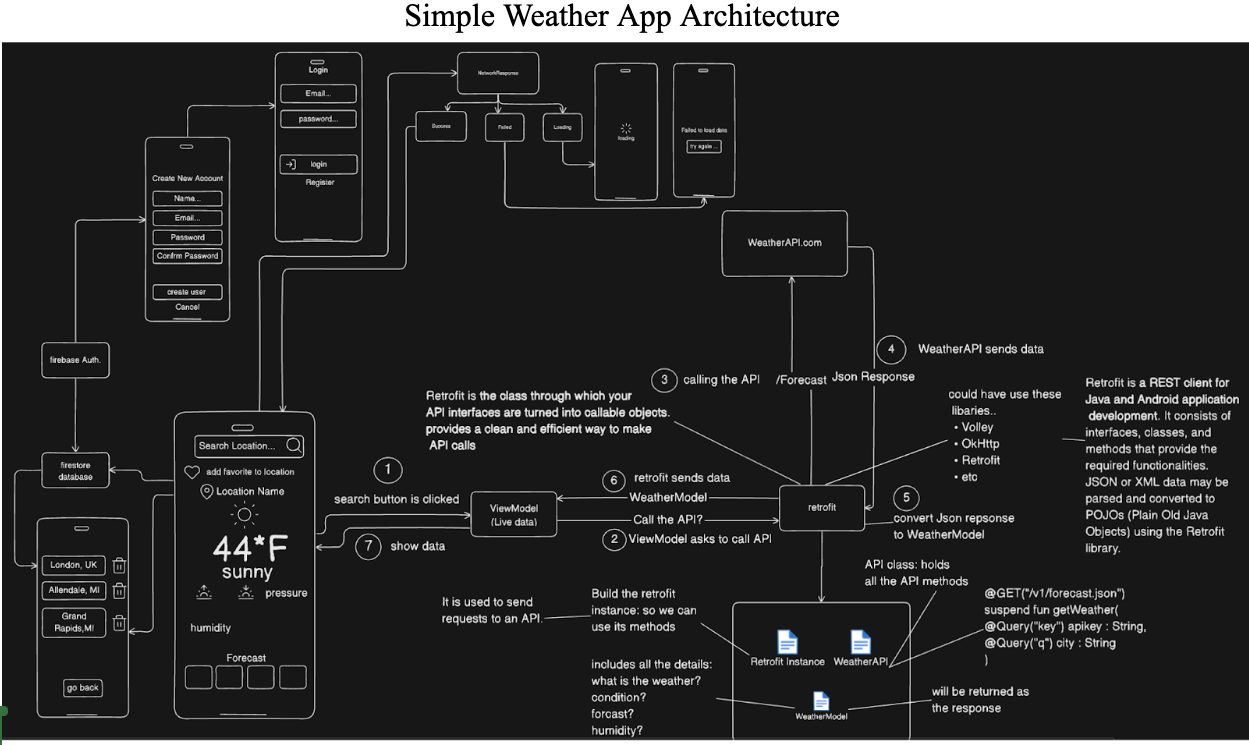 Simple Weather App Architecture
Login
Email...
password...
login
Register
NetworkResponse
Success
Failed
Loading
loading
Failed to load data
try again ...
Create New Account
Name...
Email...
Password
Confrm Password
create user
Cancel
WeatherAPI.com
firebase Auth.
firestore
database
London, UK
Allendale, MI
Grand
Rapids,MI
go back
Search Location...
add favorite to location
Location Name
44*F
sunny
pressure
humidity
Forecast
1
search button is clicked
7
show data
ViewModel
(Live data)
Retrofit is the class through which your
API interfaces are turned into callable objects.
provides a clean and efficient way to make
API calls
6
retrofit sends data
WeatherModel
Call the API?
2
ViewModel asks to call API
3
calling the API
/Forecast
Json Response
4
WeatherAPI sends data
retrofit
5
convert Json repsonse
to WeatherModel
could have use these
libaries..
• Volley
• OkHttp
• Retrofit
• etc
Retrofit is a REST client for
Java and Android application
development. It consists of
interfaces, classes, and
methods that provide the
required functionalities.
JSON or XML data may be
parsed and converted to
POJOs (Plain Old Java
Objects) using the Retrofit
library.
It is used to send
requests to an API.
Build the retrofit
instance: so we can
use its methods
API class: holds
all the API methods
@GET("/v1/forecast.json")
suspend fun getWeather(
@Query("key") apikey : String,
@Query("q") city : String
)
Retrofit Instance
WeatherAPI
WeatherModel
includes all the details:
what is the weather?
condition?
forcast?
humidity?
will be returned as
the response